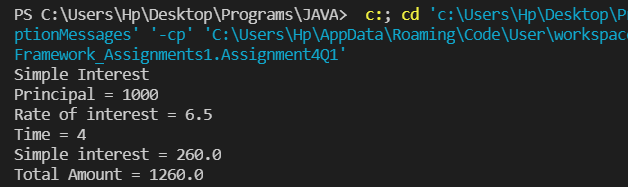 PS C:\Users\Hp\Desktop\Programs\JAVA>  c:; cd 'c:\Users\Hp\Desktop\P
ptionMessages' '-cp' 'C:\Users\Hp\AppData\Roaming\Code\User\workspac
Framework_Assignments1.Assignment4Q1'
Simple Interest
Principal = 1000
Rate of interest = 6.5
Time = 4
Simple interest = 260.0
Total Amount = 1260.0